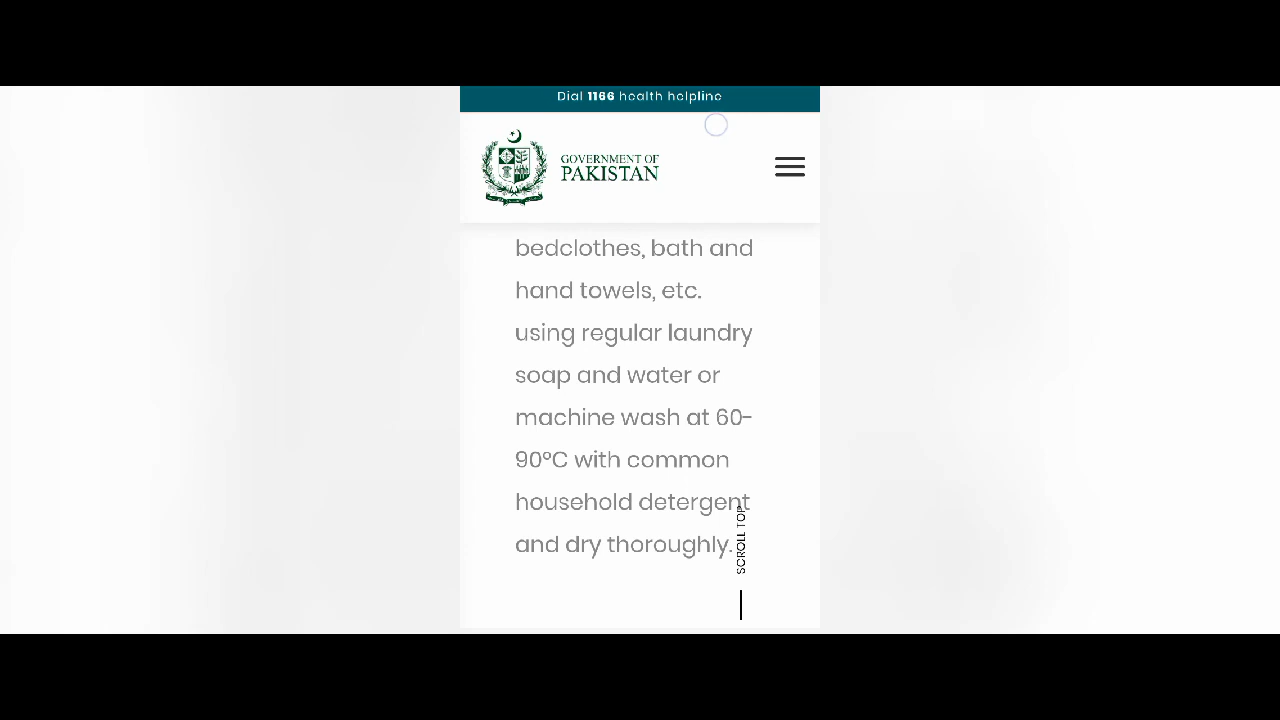 Dial 1166 health helpline
GOVERNMENT OF
PAKISTAN
bedclothes, bath and
hand towels, etc.
using regular laundry
soap and water or
machine wash at 60-
90°C with common
household detergent
and dry thoroughly.
SCROLL TOP